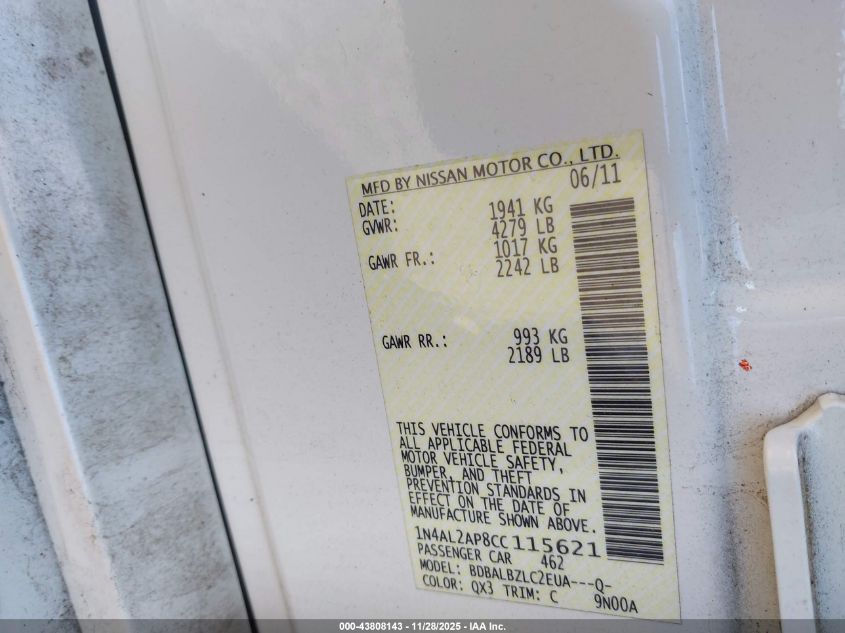 MFD BY NISSAN MOTOR CO., LTD.
DATE: 06/11
GVWR: 1941 KG
4279 LB
GAWR FR.: 1017 KG
2242 LB
GAWR RR.: 993 KG
2189 LB
THIS VEHICLE CONFORMS TO
ALL APPLICABLE FEDERAL
MOTOR VEHICLE SAFETY,
BUMPER, AND THEFT
PREVENTION STANDARDS IN
EFFECT ON THE DATE OF
MANUFACTURE SHOWN ABOVE.
1N4AL2AP8CC115621
PASSENGER CAR 462
MODEL: BDBALBZLC2EUA---Q-
COLOR: QX3 TRIM: C 9N00A
000-43808143 - 11/28/2025 - IAA Inc.